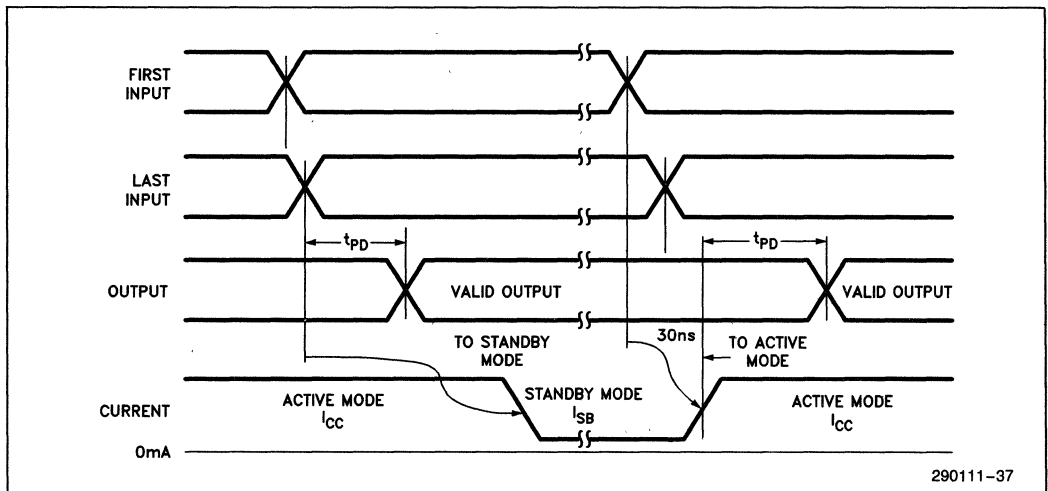 FIRST
INPUT
LAST
INPUT
tPD
tPD
OUTPUT
VALID OUTPUT
VALID OUTPUT
TO STANDBY
MODE
30ns
TO ACTIVE
MODE
CURRENT
ACTIVE MODE
ICC
STANDBY MODE
ISB
ACTIVE MODE
ICC
0mA
290111–37